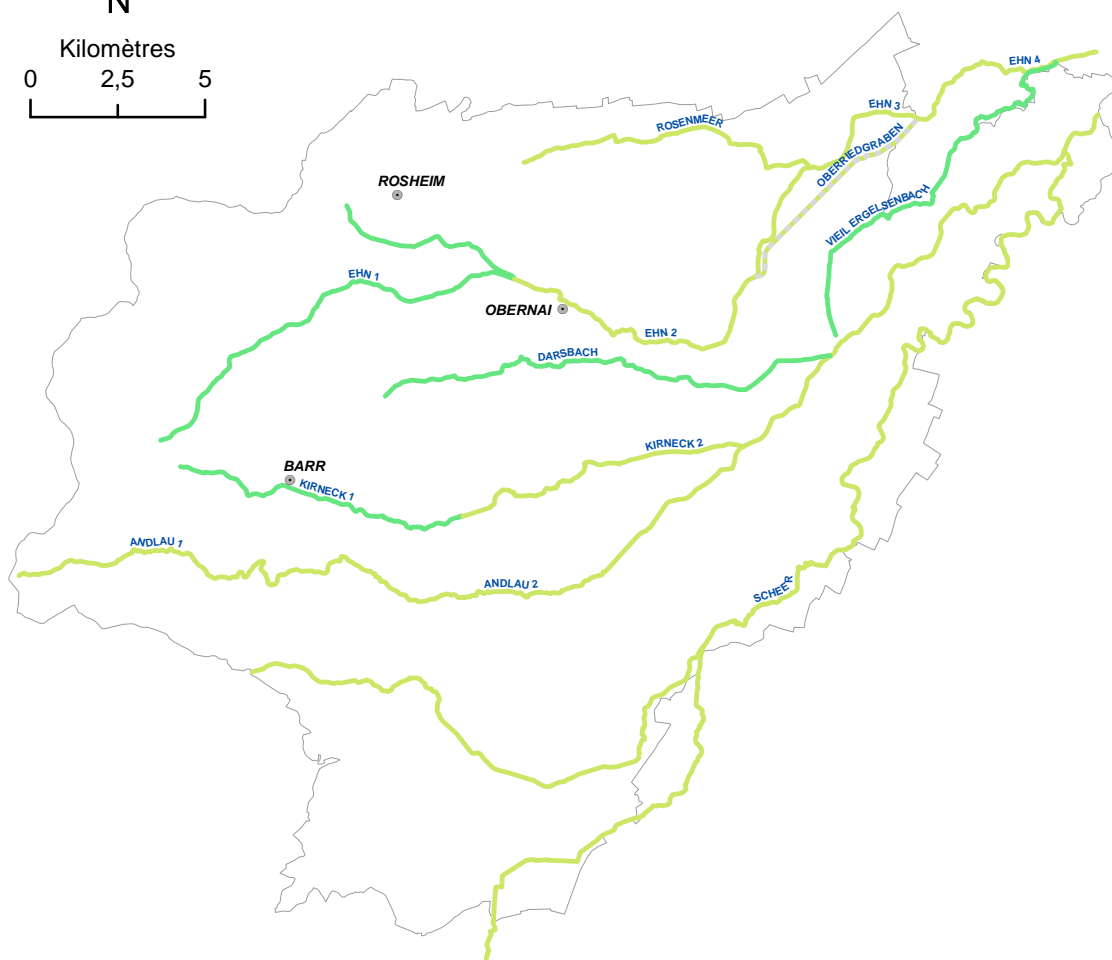 N
Kilomètres
0 2,5 5
EHN 4
EHN 3
ROSENMEER
OBERRIEDGRABEN
ROSHEIM
VIEIL ERGELSENBACH
EHN 1
OBERNAI
EHN 2
DARSBACH
KIRNECK 2
BARR
KIRNECK 1
ANDLAU 1
ANDLAU 2
SCHEER